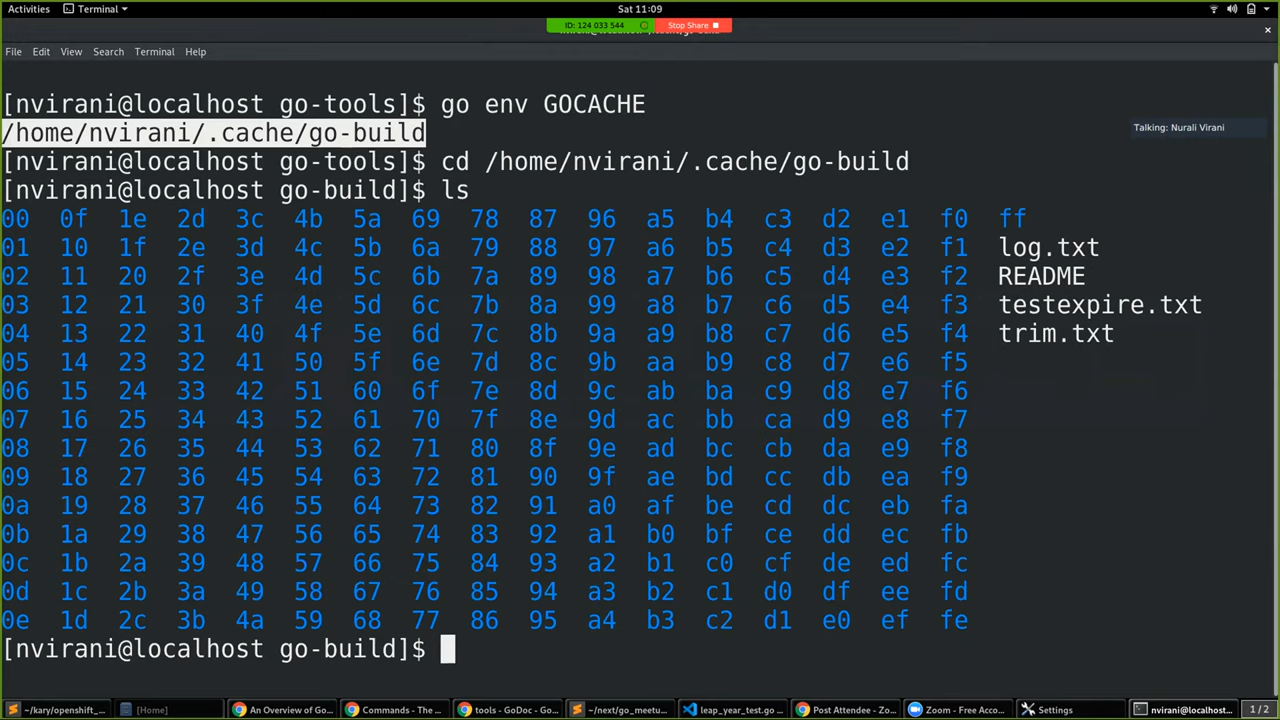 Activities Terminal Sat 11:09
ID: 124 033 544 Stop Share
File Edit View Search Terminal Help
[nvirani@localhost go-tools]$ go env GOCACHE
/home/nvirani/.cache/go-build
Talking: Nurali Virani
[nvirani@localhost go-tools]$ cd /home/nvirani/.cache/go-build
[nvirani@localhost go-build]$ ls
00 0f 1e 2d 3c 4b 5a 69 78 87 96 a5 b4 c3 d2 e1 f0 ff
01 10 1f 2e 3d 4c 5b 6a 79 88 97 a6 b5 c4 d3 e2 f1 log.txt
02 11 20 2f 3e 4d 5c 6b 7a 89 98 a7 b6 c5 d4 e3 f2 README
03 12 21 30 3f 4e 5d 6c 7b 8a 99 a8 b7 c6 d5 e4 f3 testexpire.txt
04 13 22 31 40 4f 5e 6d 7c 8b 9a a9 b8 c7 d6 e5 f4 trim.txt
05 14 23 32 41 50 5f 6e 7d 8c 9b aa b9 c8 d7 e6 f5
06 15 24 33 42 51 60 6f 7e 8d 9c ab ba c9 d8 e7 f6
07 16 25 34 43 52 61 70 7f 8e 9d ac bb ca d9 e8 f7
08 17 26 35 44 53 62 71 80 8f 9e ad bc cb da e9 f8
09 18 27 36 45 54 63 72 81 90 9f ae bd cc db ea f9
0a 19 28 37 46 55 64 73 82 91 a0 af be cd dc eb fa
0b 1a 29 38 47 56 65 74 83 92 a1 b0 bf ce dd ec fb
0c 1b 2a 39 48 57 66 75 84 93 a2 b1 c0 cf de ed fc
0d 1c 2b 3a 49 58 67 76 85 94 a3 b2 c1 d0 df ee fd
0e 1d 2c 3b 4a 59 68 77 86 95 a4 b3 c2 d1 e0 ef fe
[nvirani@localhost go-build]$
~/kary/openshift_... [Home] An Overview of Go... Commands - The ... tools - GoDoc - Go... ~/next/go_meetu... leap_year_test.go ... Post Attendee - Zo... Zoom - Free Acco... Settings nvirani@localhost... 1 / 2